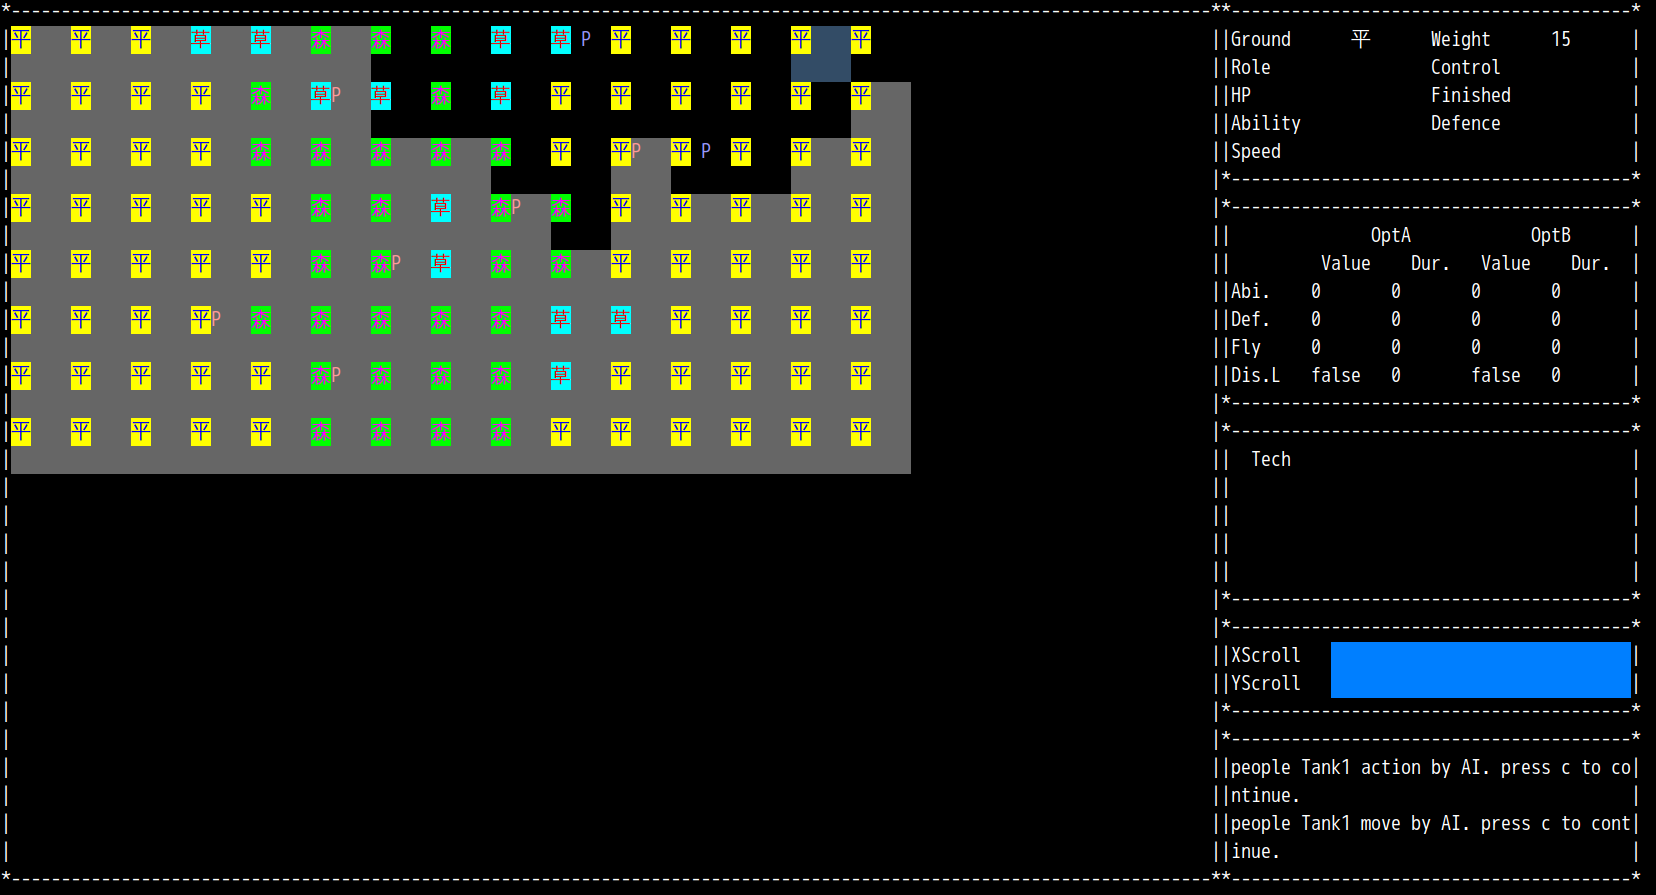 *------------------------------------------------------------------------------------------------------------------------**----------------------------------------*
|平 平 平 草 草 森 森 森 草 草 P 平 平 平 平 平 ||Ground 平 Weight 15 |
| ||Role Control |
|平 平 平 平 森 草P 草 森 草 平 平 平 平 平 平 ||HP Finished |
| ||Ability Defence |
|平 平 平 平 森 森 森 森 森 平 平P 平 P 平 平 平 ||Speed |
| |*----------------------------------------*
|平 平 平 平 平 森 森 草 森P 森 平 平 平 平 平 |*----------------------------------------*
| || OptA OptB |
|平 平 平 平 平 森 森P 草 森 森 平 平 平 平 平 || Value Dur. Value Dur. |
| ||Abi. 0 0 0 0 |
|平 平 平 平P 森 森 森 森 森 草 草 平 平 平 平 ||Def. 0 0 0 0 |
| ||Fly 0 0 0 0 |
|平 平 平 平 平 森P 森 森 森 草 平 平 平 平 平 ||Dis.L false 0 false 0 |
| |*----------------------------------------*
|平 平 平 平 平 森 森 森 森 平 平 平 平 平 平 |*----------------------------------------*
| || Tech |
| || |
| || |
| || |
| || |
| |*----------------------------------------*
| |*----------------------------------------*
| ||XScroll |
| ||YScroll |
| |*----------------------------------------*
| |*----------------------------------------*
| ||people Tank1 action by AI. press c to co|
| ||ntinue. |
| ||people Tank1 move by AI. press c to cont|
| ||inue. |
*------------------------------------------------------------------------------------------------------------------------**----------------------------------------*